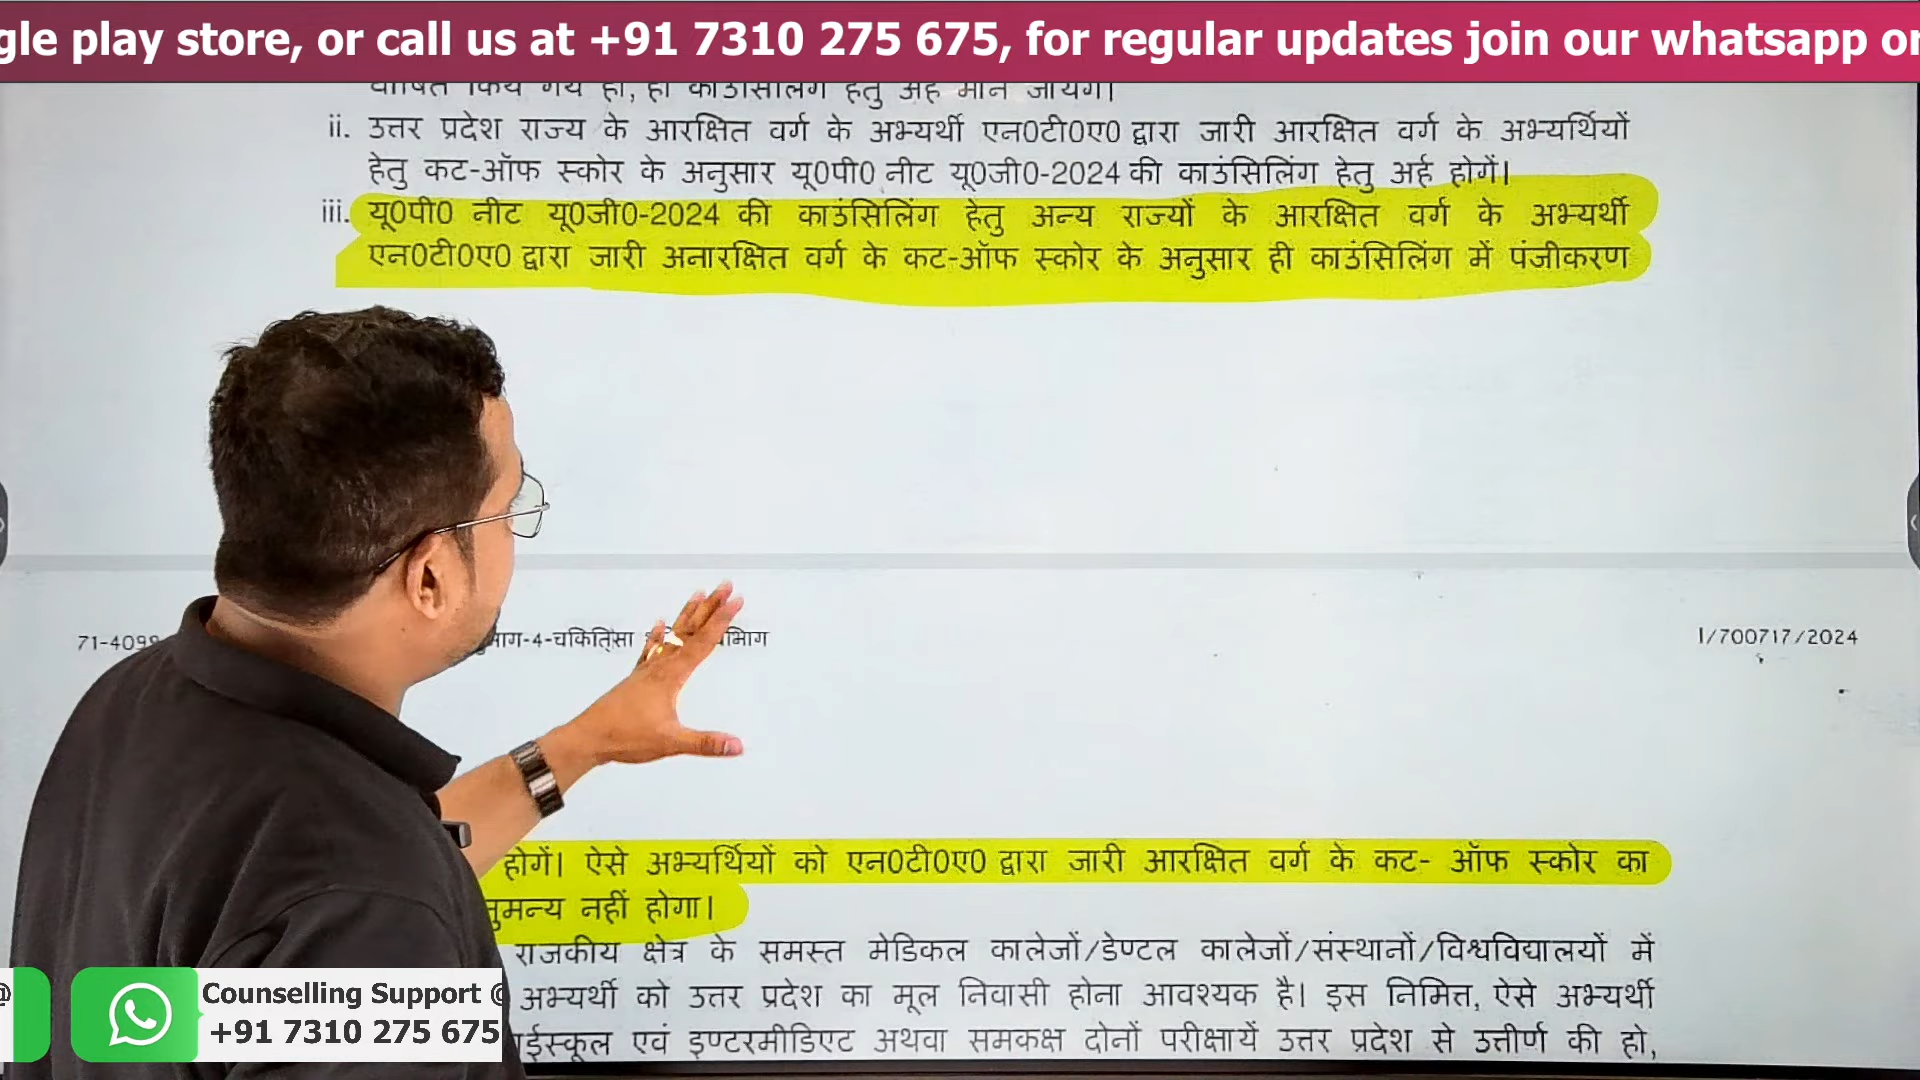 gle play store, or call us at +91 7310 275 675, for regular updates join our whatsapp or
घोषित किये गये हों, ही काउंसिलिंग हेतु अर्ह माने जायेंगे।
ii. उत्तर प्रदेश राज्य के आरक्षित वर्ग के अभ्यर्थी एन0टी0ए0 द्वारा जारी आरक्षित वर्ग के अभ्यर्थियों
हेतु कट-ऑफ स्कोर के अनुसार यू0पी0 नीट यू0जी0-2024 की काउंसिलिंग हेतु अर्ह होगें।
iii. यू0पी0 नीट यू0जी0-2024 की काउंसिलिंग हेतु अन्य राज्यों के आरक्षित वर्ग के अभ्यर्थी
एन0टी0ए0 द्वारा जारी अनारक्षित वर्ग के कट-ऑफ स्कोर के अनुसार ही काउंसिलिंग में पंजीकरण
71-4098 भाग-4-चकित्सिा विभाग I/700717/2024
होगें। ऐसे अभ्यर्थियों को एन0टी0ए0 द्वारा जारी आरक्षित वर्ग के कट- ऑफ स्कोर का
नुमन्य नहीं होगा।
राजकीय क्षेत्र के समस्त मेडिकल कालेजों/डेण्टल कालेजों/संस्थानों/विश्वविद्यालयों में
अभ्यर्थी को उत्तर प्रदेश का मूल निवासी होना आवश्यक है। इस निमित्त, ऐसे अभ्यर्थी
ाईस्कूल एवं इण्टरमीडिएट अथवा समकक्ष दोनों परीक्षायें उत्तर प्रदेश से उत्तीर्ण की हो,
@ Counselling Support @
+91 7310 275 675